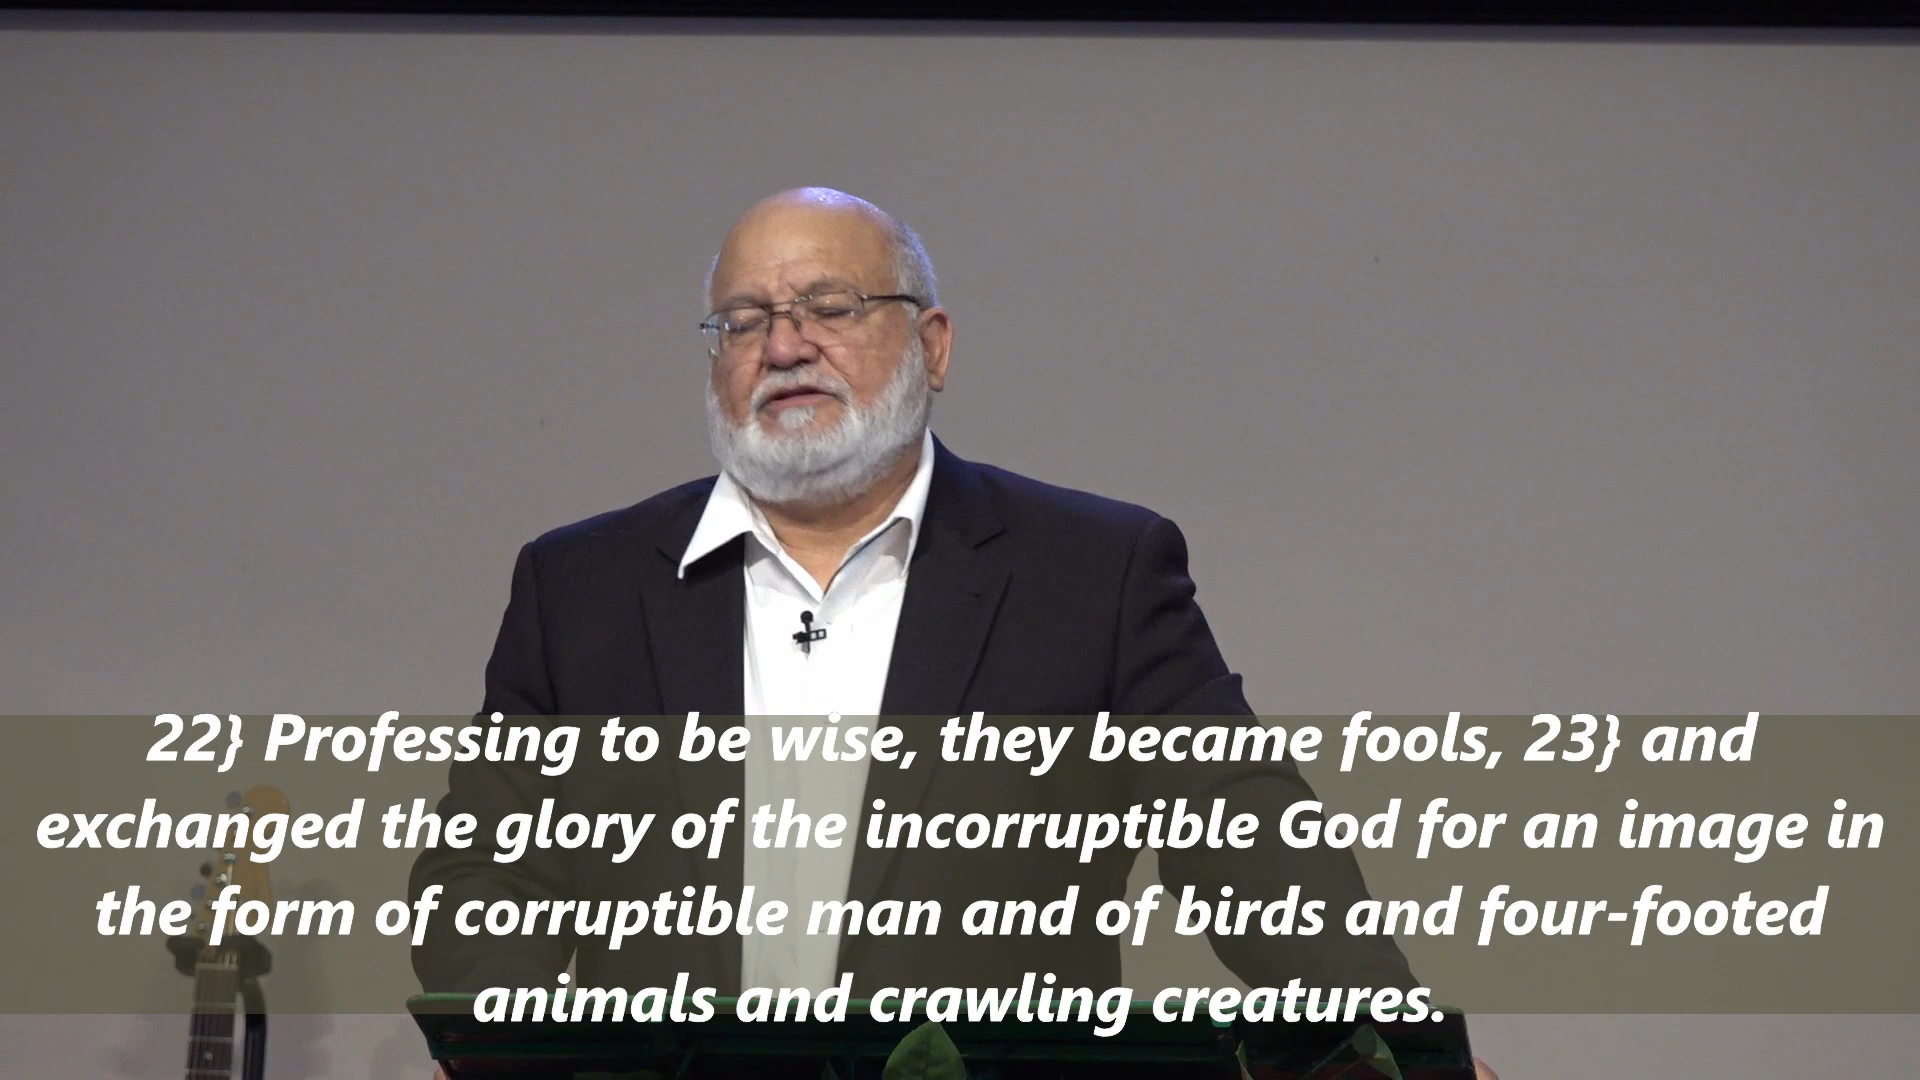 22} Professing to be wise, they became fools, 23} and
exchanged the glory of the incorruptible God for an image in
the form of corruptible man and of birds and four-footed
animals and crawling creatures.